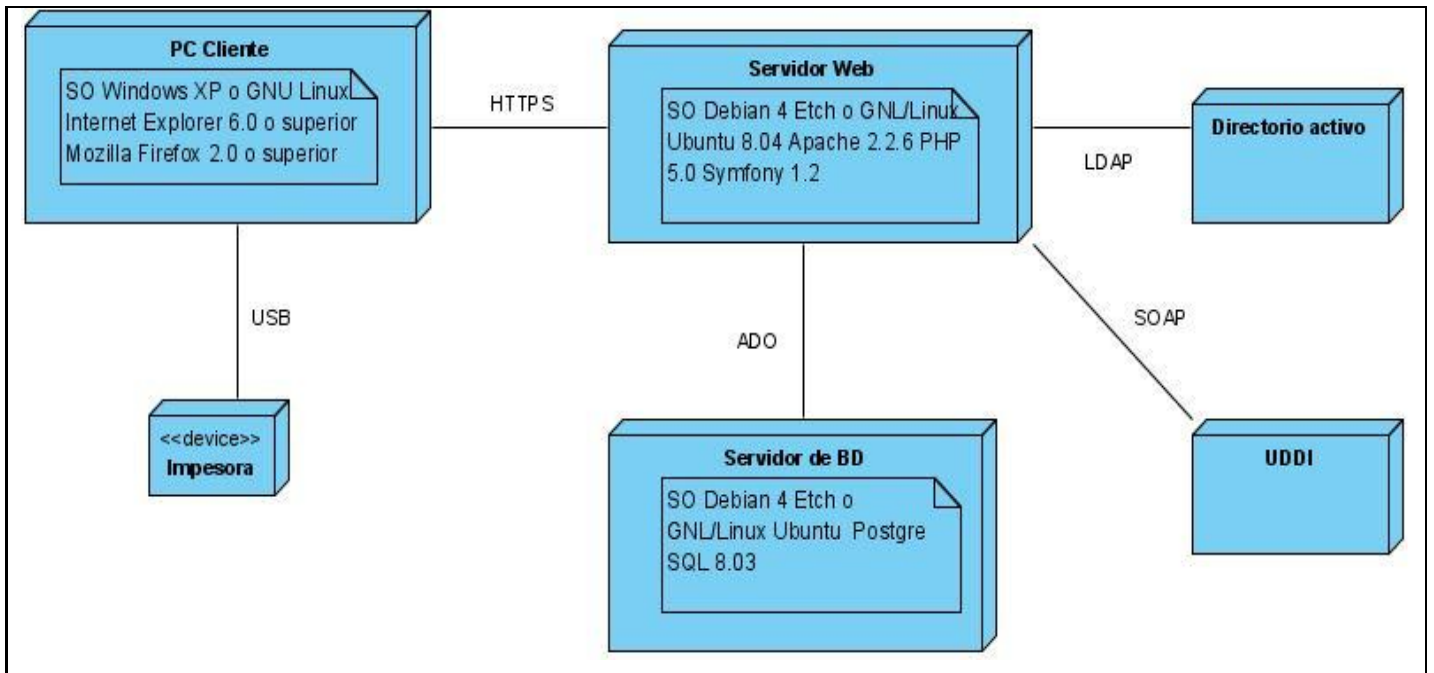 PC Cliente
SO Windows XP o GNU Linux
Internet Explorer 6.0 o superior
Mozilla Firefox 2.0 o superior
HTTPS
Servidor Web
SO Debian 4 Etch o GNL/Linux
Ubuntu 8.04 Apache 2.2.6 PHP
5.0 Symfony 1.2
LDAP
Directorio activo
USB
ADO
SOAP
<<device>>
Impesora
Servidor de BD
SO Debian 4 Etch o
GNL/Linux Ubuntu Postgre
SQL 8.03
UDDI